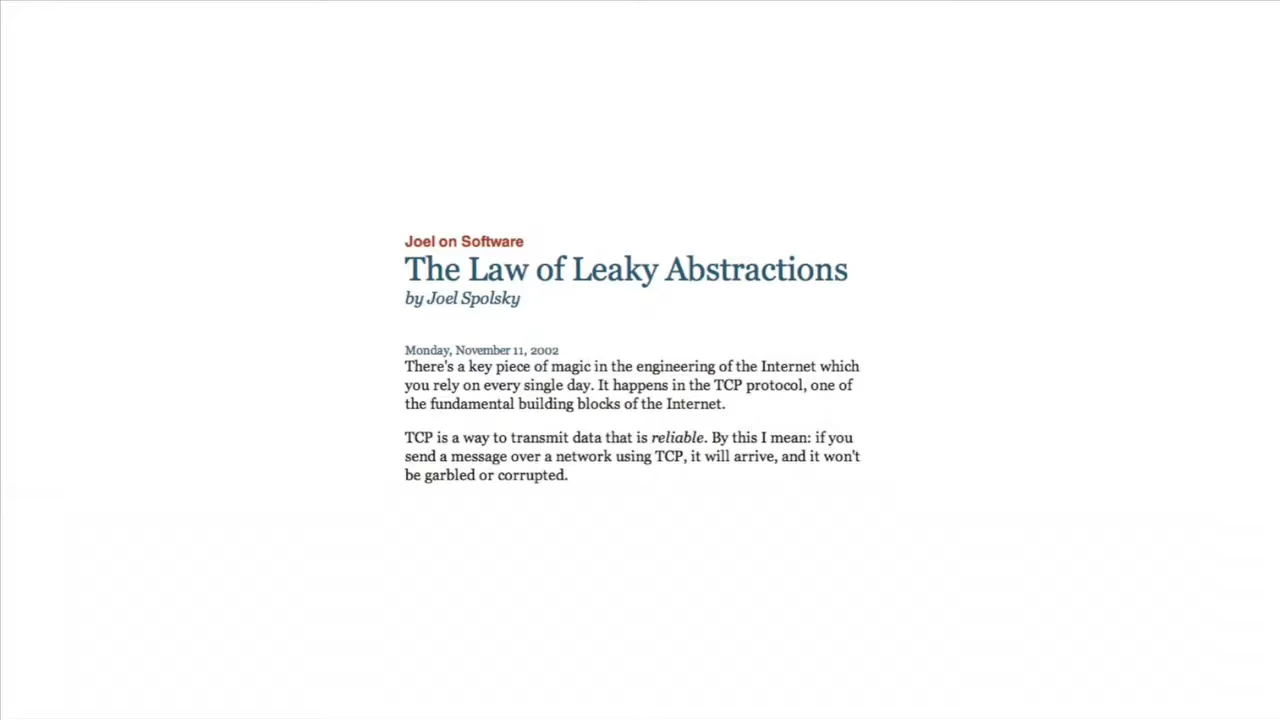 Joel on Software
The Law of Leaky Abstractions
by Joel Spolsky
Monday, November 11, 2002
There's a key piece of magic in the engineering of the Internet which
you rely on every single day. It happens in the TCP protocol, one of
the fundamental building blocks of the Internet.
TCP is a way to transmit data that is reliable. By this I mean: if you
send a message over a network using TCP, it will arrive, and it won't
be garbled or corrupted.